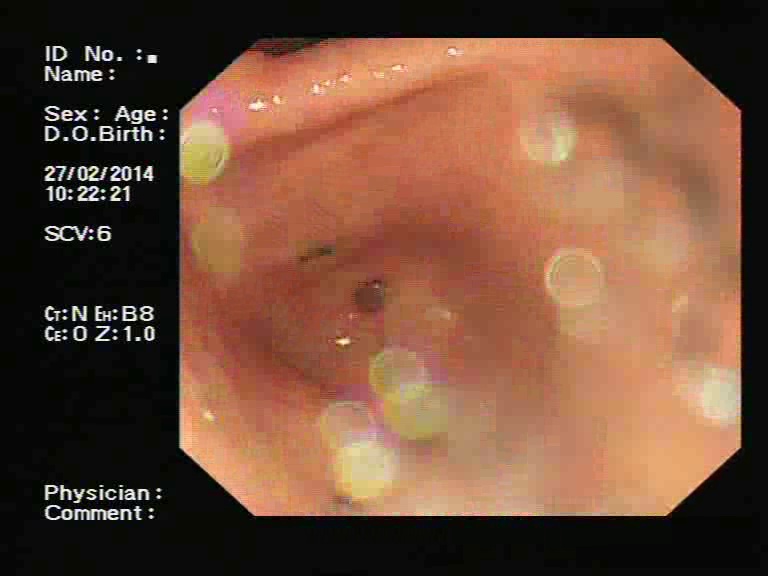 ID No. :
Name:
Sex: Age:
D.O.Birth:
27/02/2014
10:22:21
SCV:6
CT:N EH:B8
CE:0 Z:1.0
Physician:
Comment: